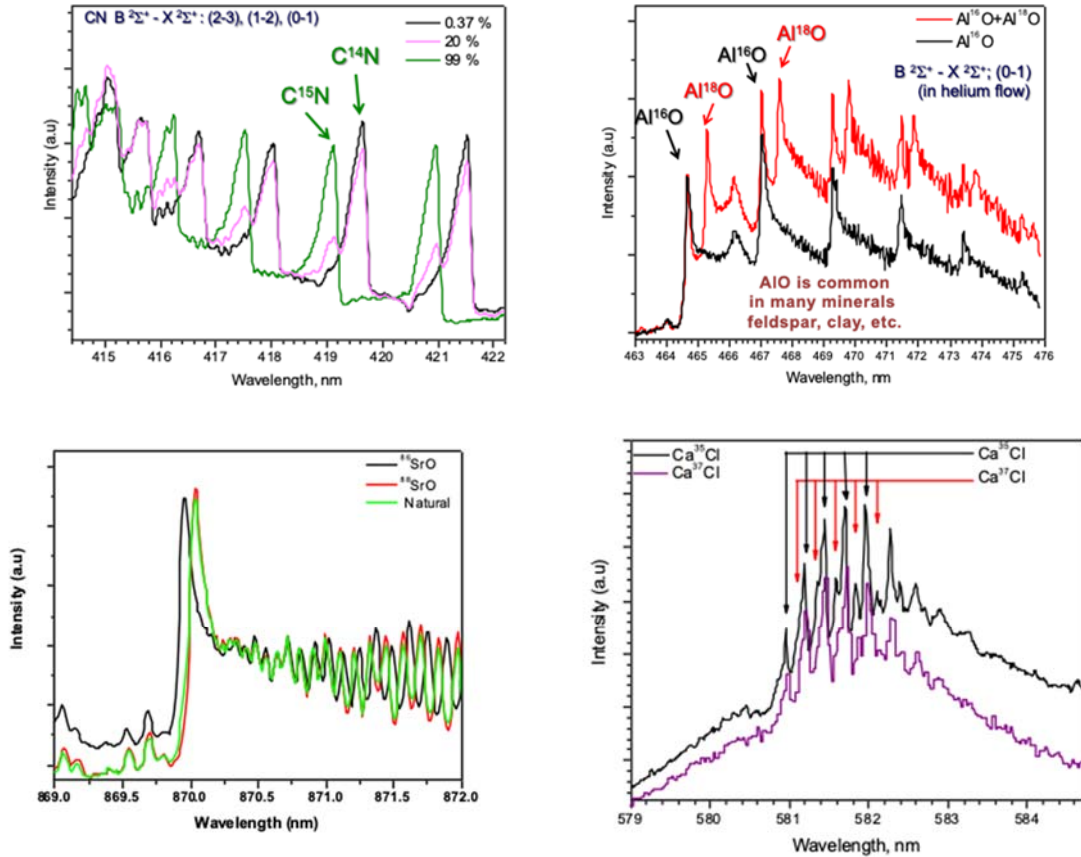 CN B ²Σ⁺ - X ²Σ⁺: (2-3), (1-2), (0-1)
0.37 %
20 %
99 %
C¹⁴N
C¹⁵N
Intensity (a.u)
415 416 417 418 419 420 421 422
Wavelength, nm
Al¹⁶O+Al¹⁸O
Al¹⁶O
Al¹⁸O
Al¹⁶O
B ²Σ⁺ - X ²Σ⁺; (0-1)
(in helium flow)
Al¹⁸O
Al¹⁶O
AlO is common
in many minerals
feldspar, clay, etc.
Intensity (a.u)
463 464 465 466 467 468 469 470 471 472 473 474 475 476
Wavelength, nm
⁸⁶SrO
⁸⁸SrO
Natural
Intensity (a.u)
869.0 869.5 870.0 870.5 871.0 871.5 872.0
Wavelength (nm)
Ca³⁵Cl
Ca³⁷Cl
Ca³⁵Cl
Ca³⁷Cl
Intensity (a.u)
579 580 581 582 583 584
Wavelength, nm